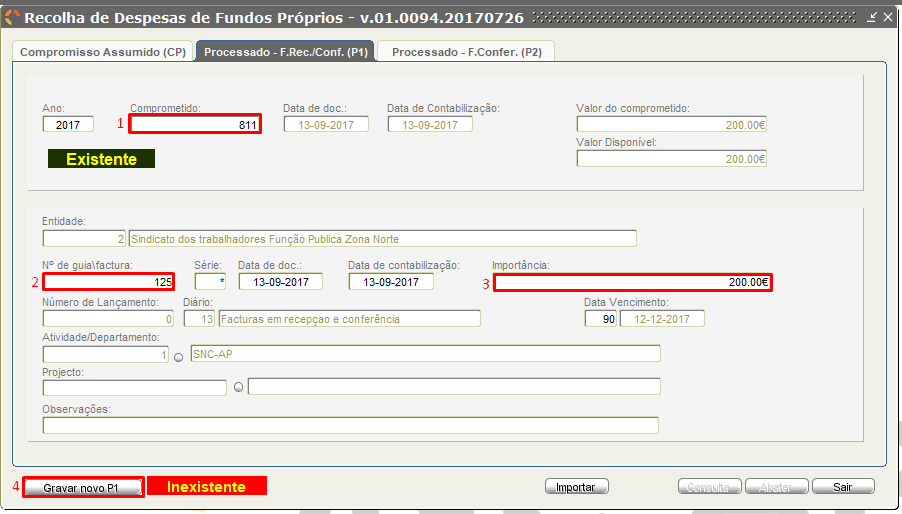 Recolha de Despesas de Fundos Próprios - v.01.0094.20170726
Compromisso Assumido (CP) Processado - F.Rec./Conf. (P1) Processado - F.Confer. (P2)
Ano: Comprometido: Data de doc.: Data de Contabilização: Valor do comprometido:
2017 1 811 13-09-2017 13-09-2017 200.00€
Valor Disponível:
Existente 200.00€
Entidade:
2 Sindicato dos trabalhadores Função Publica Zona Norte
Nº de guia\factura: Série: Data de doc.: Data de contabilização: Importância:
2 125 * 13-09-2017 13-09-2017 3 200.00€
Número de Lançamento: Diário: Data Vencimento:
0 13 Facturas em recepçao e conferência 90 12-12-2017
Atividade/Departamento:
1 SNC-AP
Projecto:
Observações:
4 Gravar novo P1 Inexistente Importar Consulta Abater Sair